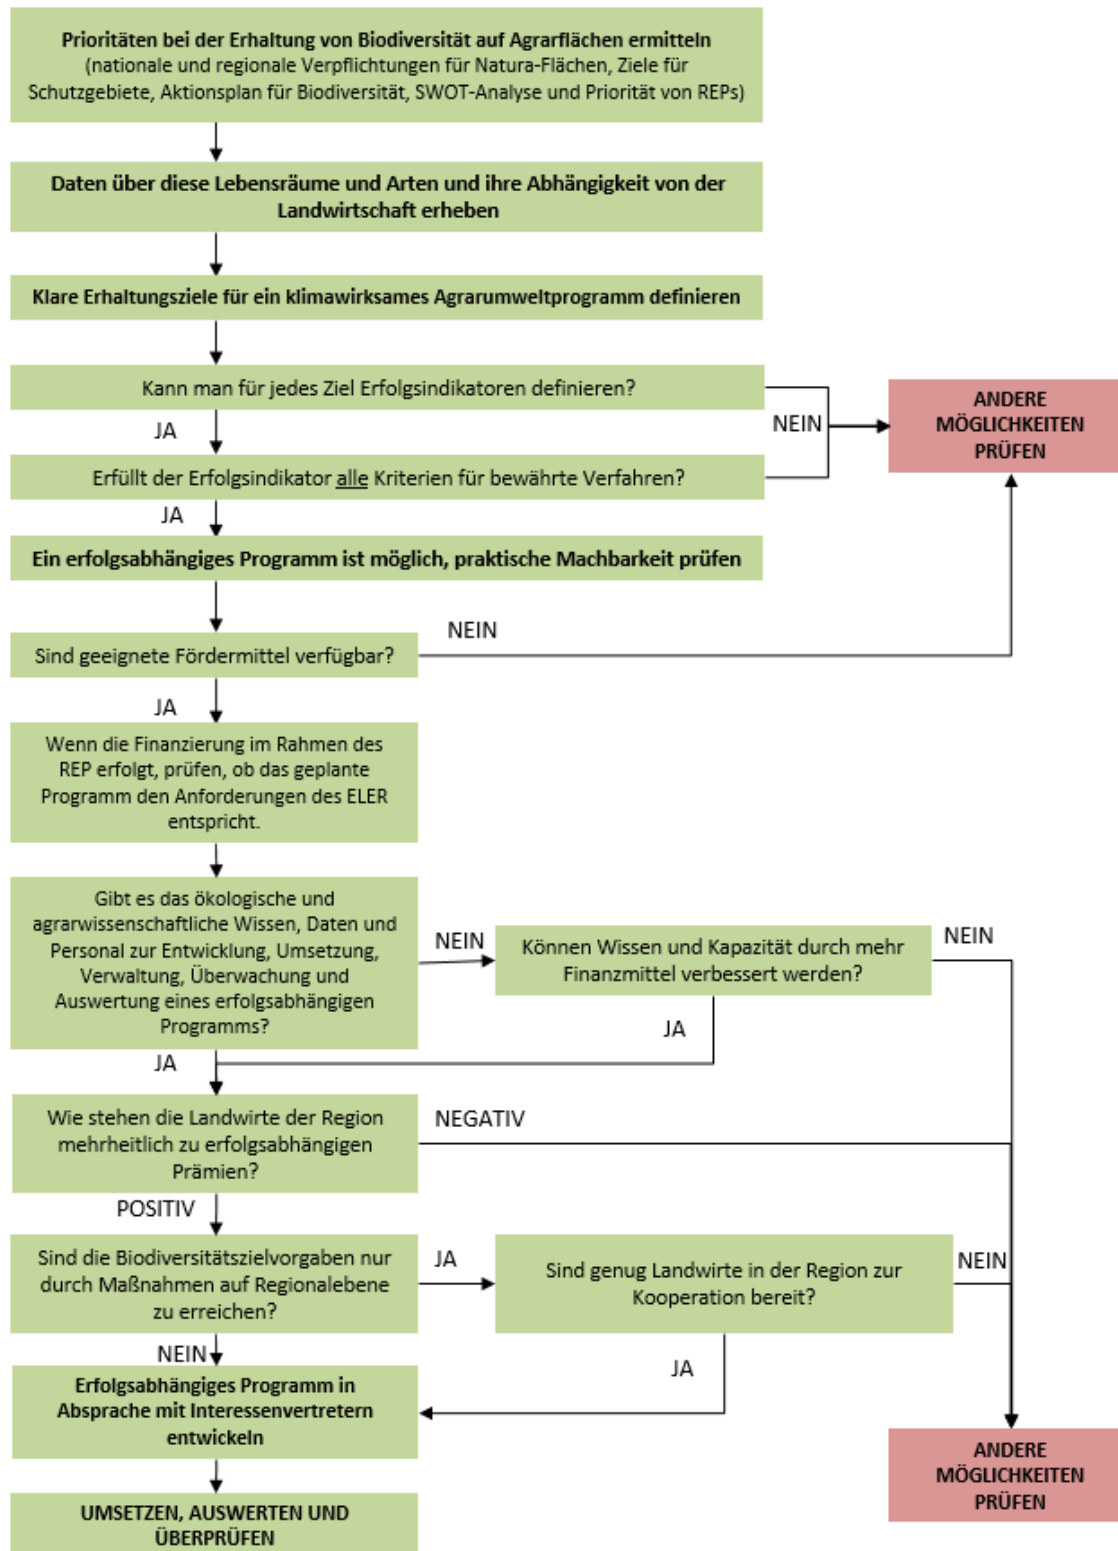 Prioritäten bei der Erhaltung von Biodiversität auf Agrarflächen ermitteln
(nationale und regionale Verpflichtungen für Natura-Flächen, Ziele für
Schutzgebiete, Aktionsplan für Biodiversität, SWOT-Analyse und Priorität von REPs)
Daten über diese Lebensräume und Arten und ihre Abhängigkeit von der
Landwirtschaft erheben
Klare Erhaltungsziele für ein klimawirksames Agrarumweltprogramm definieren
Kann man für jedes Ziel Erfolgsindikatoren definieren?
NEIN
ANDERE
MÖGLICHKEITEN
PRÜFEN
JA
Erfüllt der Erfolgsindikator alle Kriterien für bewährte Verfahren?
JA
Ein erfolgsabhängiges Programm ist möglich, praktische Machbarkeit prüfen
Sind geeignete Fördermittel verfügbar?
NEIN
JA
Wenn die Finanzierung im Rahmen des
REP erfolgt, prüfen, ob das geplante
Programm den Anforderungen des ELER
entspricht.
Gibt es das ökologische und
agrarwissenschaftliche Wissen, Daten und
Personal zur Entwicklung, Umsetzung,
Verwaltung, Überwachung und
Auswertung eines erfolgsabhängigen
Programms?
NEIN
Können Wissen und Kapazität durch mehr
Finanzmittel verbessert werden?
NEIN
JA
JA
Wie stehen die Landwirte der Region
mehrheitlich zu erfolgsabhängigen
Prämien?
NEGATIV
POSITIV
Sind die Biodiversitätszielvorgaben nur
durch Maßnahmen auf Regionalebene
zu erreichen?
JA
Sind genug Landwirte in der Region zur
Kooperation bereit?
NEIN
NEIN
JA
Erfolgsabhängiges Programm in
Absprache mit Interessenvertretern
entwickeln
ANDERE
MÖGLICHKEITEN
PRÜFEN
UMSETZEN, AUSWERTEN UND
ÜBERPRÜFEN